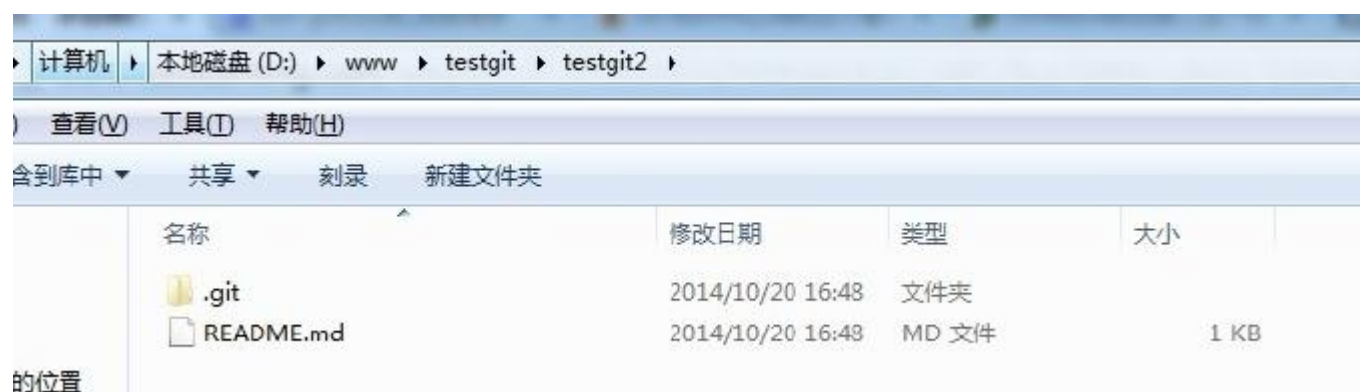 计算机 本地磁盘 (D:) www testgit testgit2
) 查看(V) 工具(T) 帮助(H)
含到库中 共享 刻录 新建文件夹
名称 修改日期 类型 大小
.git 2014/10/20 16:48 文件夹
README.md 2014/10/20 16:48 MD 文件 1 KB
的位置